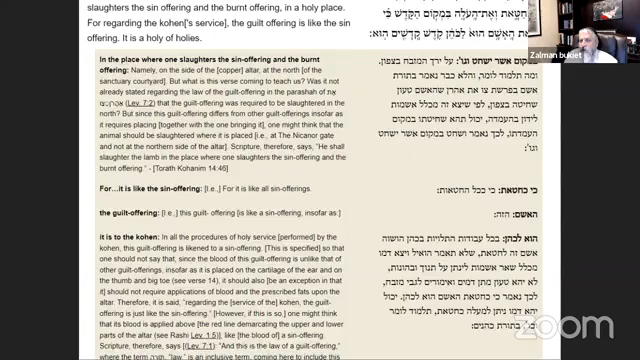 slaughters the sin offering and the burnt offering, in a holy place.
For regarding the kohen['s service], the guilt offering is like the sin
offering. It is a holy of holies.
In the place where one slaughters the sin-offering and the burnt
offering: Namely, on the side of the [copper] altar, at the north [of the
sanctuary courtyard]. But what is this verse coming to teach us? Was it not
already stated regarding the law of the guilt-offering in the parashah of צַו
אֶת אַהֲרֹן (Lev. 7:2) that the guilt-offering was required to be slaughtered in the
north? But since this guilt-offering differs from other guilt-offerings insofar as
it requires placing [together with the one bringing it], one might think that the
animal should be slaughtered where it is placed [i.e., at The Nicanor gate
and not at the northern side of the altar]. Scripture, therefore, says, "He shall
slaughter the lamb in the place where one slaughters the sin-offering and the
burnt offering." - [Torath Kohanim 14:46]
For…it is like the sin-offering: [I.e.,] For it is like all sin-offerings.
the guilt-offering: [I.e.,] this guilt- offering [is like a sin-offering, insofar as:]
it is to the kohen: In all the procedures of holy service [performed] by the
kohen, this guilt-offering is likened to a sin-offering. [This is specified] so that
one should not say that, since the blood of this guilt-offering is unlike that of
other guilt-offerings, insofar as it is placed on the cartilage of the ear and on
the thumb and big toe (see verse 14), it should also [be an exception in that
it] should not require applications of blood and the prescribed fats upon the
altar. Therefore, it is said, "regarding the [service of the] kohen, the guilt-
offering is just like the sin-offering." [However, if this is so,] one might think
that its blood is applied above [the red line demarcating the upper and
lower parts of the altar (see Rashi Lev. 1:5)], like [the blood of] a sin-offering.
Scripture, therefore, says [(Lev. 7:1): "And this is the law of a guilt-offering,"
where the term תּוֹרַת, "law," is an inclusive term, coming here to include this
הַחַטָּאת וְאֶת־הָעֹלָה בִּמְקוֹם הַקֹּדֶשׁ כִּי
הָאָשָׁם הוּא לַכֹּהֵן קֹדֶשׁ קָדָשִׁים הוּא:
במקום אשר ישחט וגו': על ירך המזבח בצפון.
ומה תלמוד לומר, והלא כבר נאמר בתורת
אשם בפרשת צו את אהרן שהאשם טעון
שחיטה בצפון, לפי שיצא זה מכלל אשמות
לידון בהעמדה, יכול תהא שחיטתו במקום
העמדתו, לכך נאמר ושחט במקום אשר ישחט
וגו':
כי כחטאת: כי ככל החטאות:
האשם: הזה:
הוא לכהן: בכל עבודות התלויות בכהן הושוה
אשם זה לחטאת, שלא תאמר הואיל ויצא דמו
מכלל שאר אשמות לינתן על תנוך ובהונות,
לא יהא טעון מתן דמים ואימורים לגבי מזבח,
לכך נאמר כי כחטאת האשם הוא לכהן. יכול
יהא דמו ניתן למעלה כחטאת, תלמוד לומר
בתורת כהנים:
Zalman bukiet
zoom